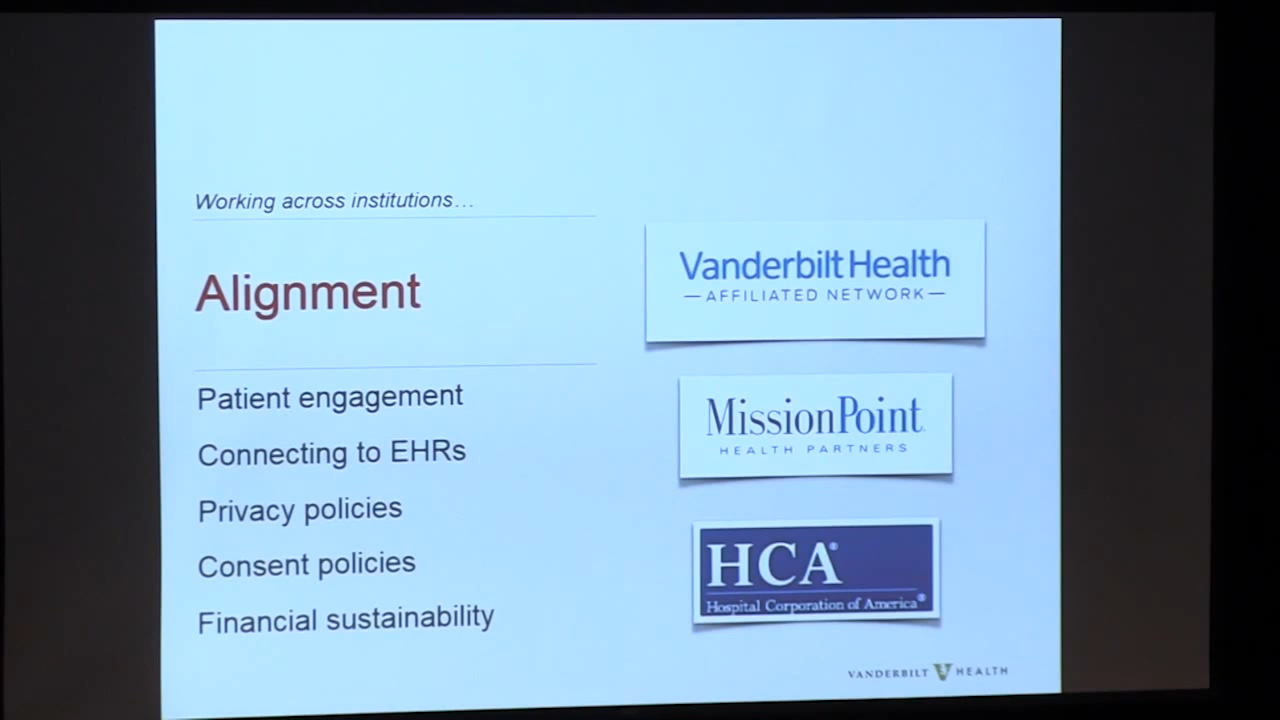 Working across institutions…
Alignment
Patient engagement
Connecting to EHRs
Privacy policies
Consent policies
Financial sustainability
Vanderbilt Health
—AFFILIATED NETWORK—
MissionPoint
HEALTH PARTNERS
HCA®
Hospital Corporation of America®
VANDERBILT V HEALTH